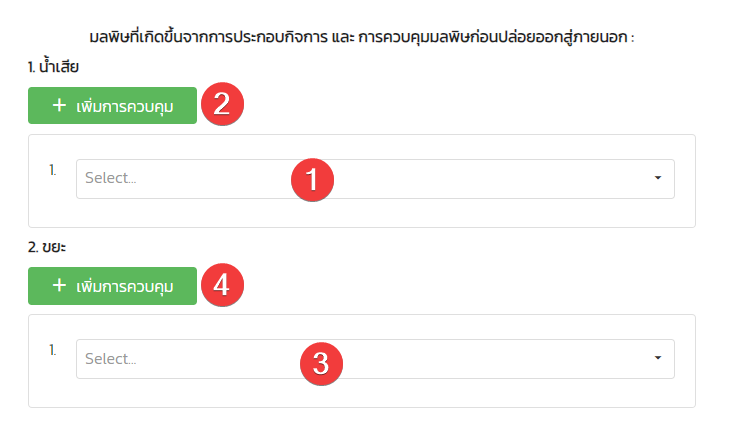 มลพิษที่เกิดขึ้นจากการประกอบกิจการ และ การควบคุมมลพิษก่อนปล่อยออกสู่ภายนอก :
1. น้ำเสีย
+ เพิ่มการควบคุม 2
1. Select... 1
2. ขยะ
+ เพิ่มการควบคุม 4
1. Select... 3